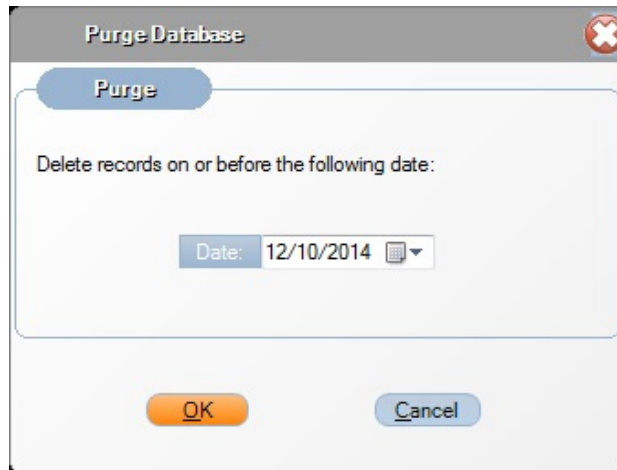 Purge Database
Purge
Delete records on or before the following date:
Date: 12/10/2014
OK
Cancel